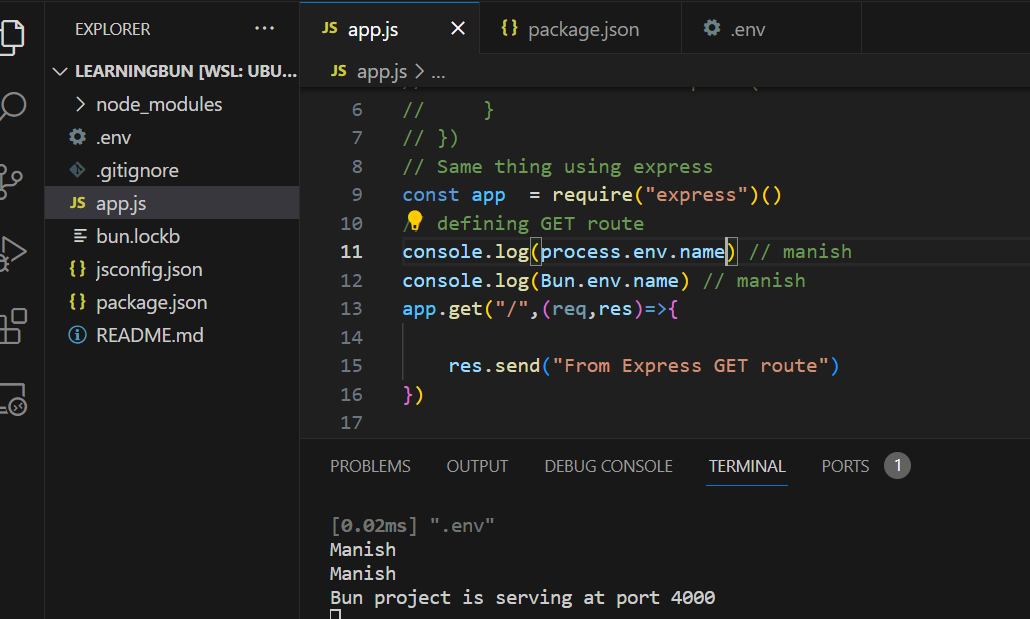 EXPLORER ...
LEARNINGBUN [WSL: UBU...
node_modules
.env
.gitignore
JS app.js
bun.lockb
{} jsconfig.json
{} package.json
README.md
JS app.js
{} package.json
.env
JS app.js > ...
6 //     }
7 // })
8 // Same thing using express
9 const app  = require("express")()
10 / defining GET route
11 console.log(process.env.name) // manish
12 console.log(Bun.env.name) // manish
13 app.get("/",(req,res)=>{
14
15     res.send("From Express GET route")
16 })
17
PROBLEMS OUTPUT DEBUG CONSOLE TERMINAL PORTS 1
[0.02ms] ".env"
Manish
Manish
Bun project is serving at port 4000